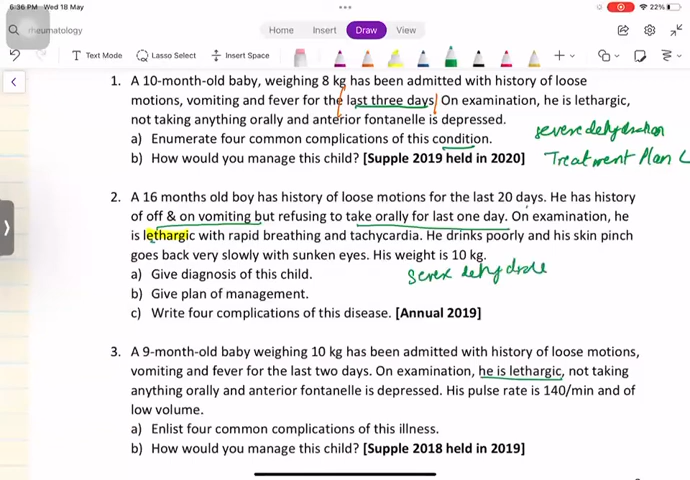 6:36 PM Wed 18 May
22%
rheumatology
Home Insert Draw View
Text Mode Lasso Select Insert Space
1. A 10-month-old baby, weighing 8 kg has been admitted with history of loose
motions, vomiting and fever for the last three days. On examination, he is lethargic,
not taking anything orally and anterior fontanelle is depressed.
severe dehydration
a) Enumerate four common complications of this condition.
b) How would you manage this child? [Supple 2019 held in 2020]
Treatment Plan C
2. A 16 months old boy has history of loose motions for the last 20 days. He has history
of off & on vomiting but refusing to take orally for last one day. On examination, he
is lethargic with rapid breathing and tachycardia. He drinks poorly and his skin pinch
goes back very slowly with sunken eyes. His weight is 10 kg.
a) Give diagnosis of this child.
b) Give plan of management.
c) Write four complications of this disease. [Annual 2019]
3. A 9-month-old baby weighing 10 kg has been admitted with history of loose motions,
vomiting and fever for the last two days. On examination, he is lethargic, not taking
anything orally and anterior fontanelle is depressed. His pulse rate is 140/min and of
low volume.
a) Enlist four common complications of this illness.
b) How would you manage this child? [Supple 2018 held in 2019]